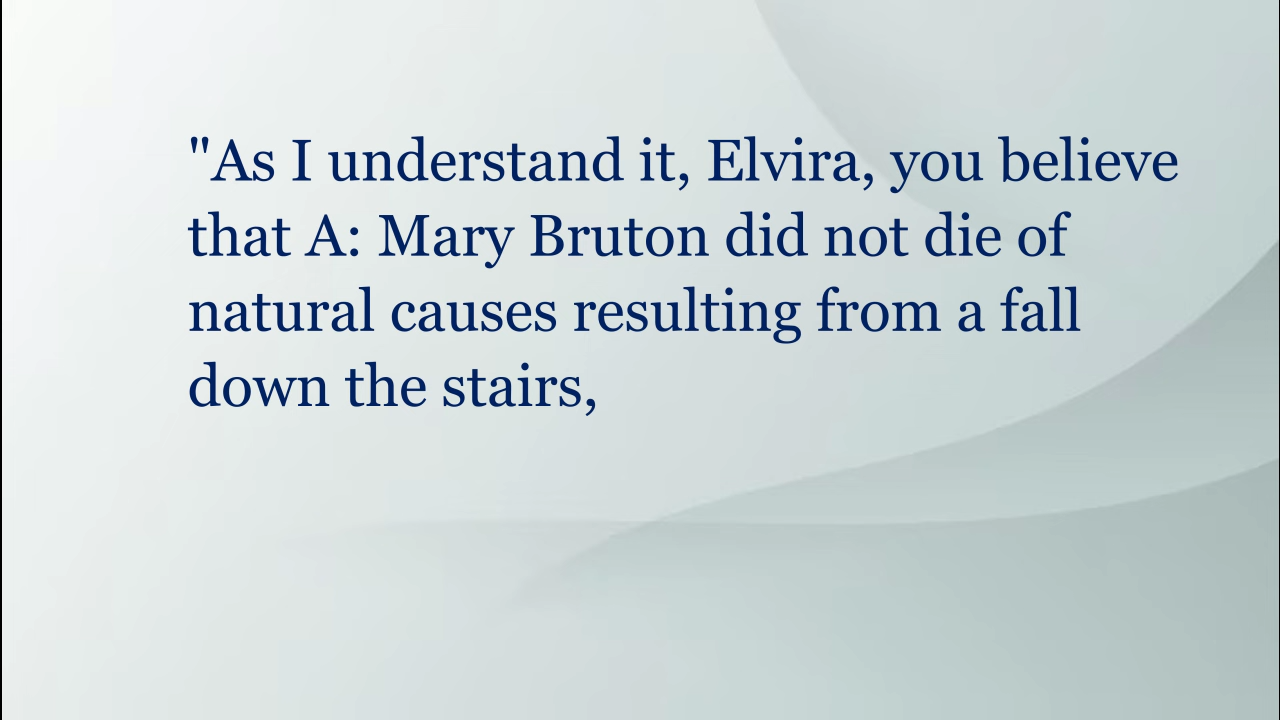 "As I understand it, Elvira, you believe
that A: Mary Bruton did not die of
natural causes resulting from a fall
down the stairs,